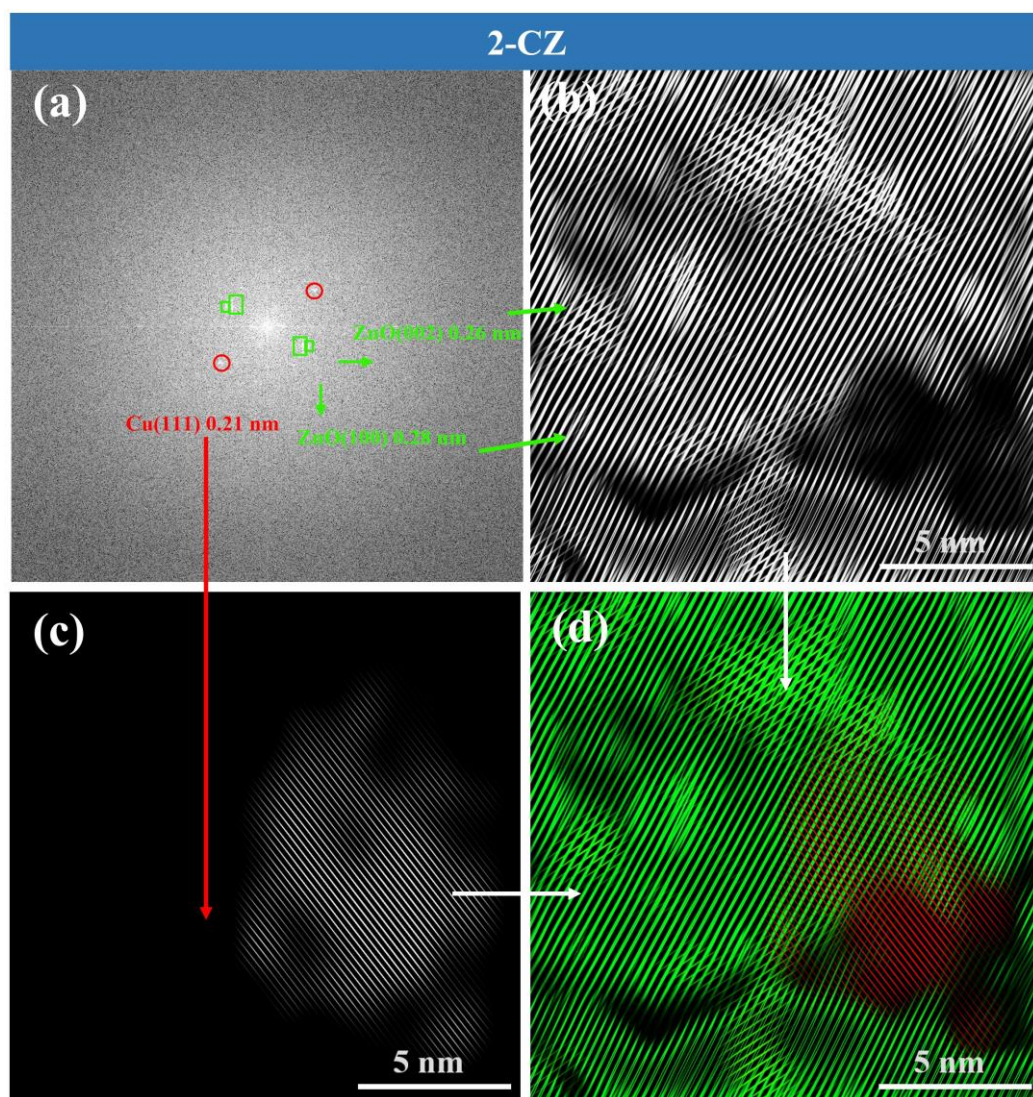 2-CZ
(a)
(b)
ZnO(002) 0.26 nm
Cu(111) 0.21 nm
ZnO(100) 0.28 nm
5 nm
(c)
(d)
5 nm
5 nm